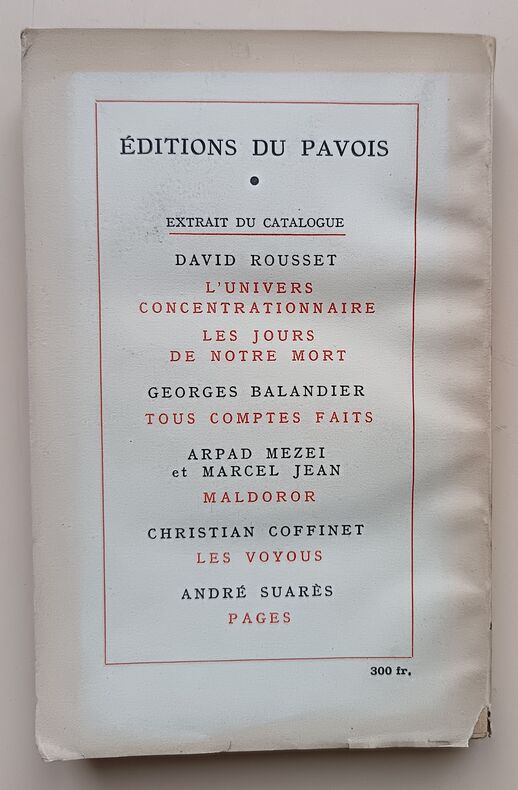 ÉDITIONS DU PAVOIS
•
EXTRAIT DU CATALOGUE
DAVID ROUSSET
L'UNIVERS
CONCENTRATIONNAIRE
LES JOURS
DE NOTRE MORT
GEORGES BALANDIER
TOUS COMPTES FAITS
ARPAD MEZEI
et MARCEL JEAN
MALDOROR
CHRISTIAN COFFINET
LES VOYOUS
ANDRÉ SUARÈS
PAGES
300 fr.